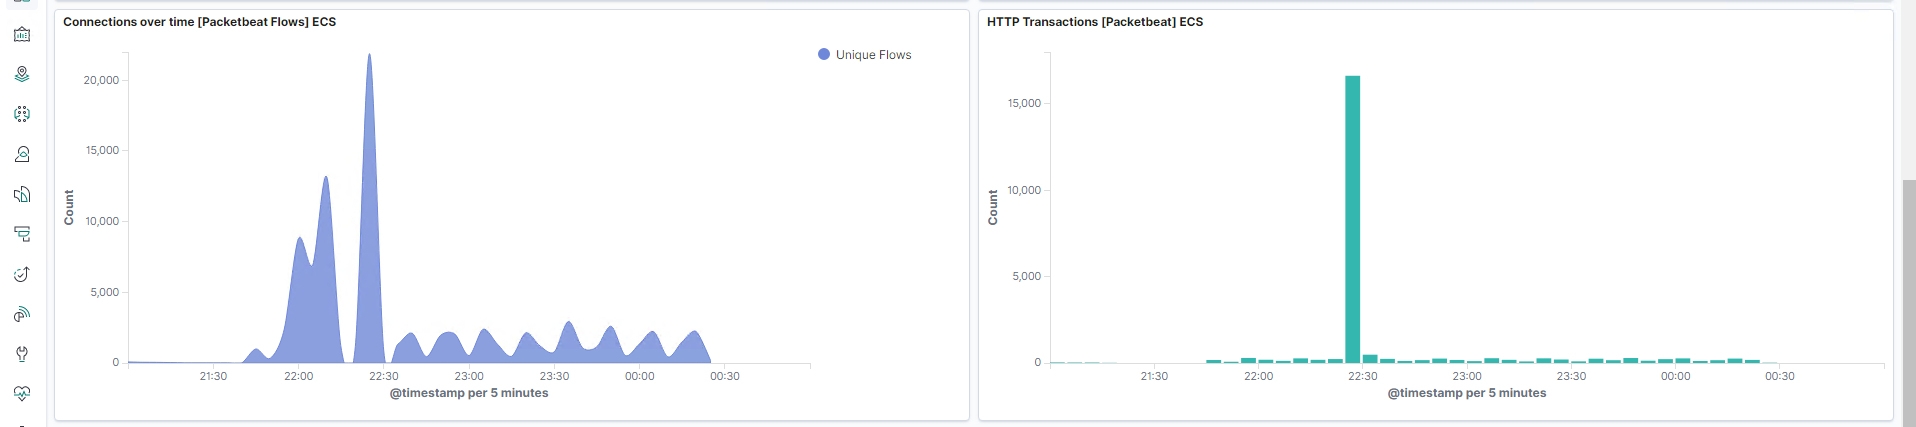 Connections over time [Packetbeat Flows] ECS
Unique Flows
20,000
15,000
10,000
5,000
0
Count
21:30 22:00 22:30 23:00 23:30 00:00 00:30
@timestamp per 5 minutes
HTTP Transactions [Packetbeat] ECS
15,000
10,000
5,000
0
Count
21:30 22:00 22:30 23:00 23:30 00:00 00:30
@timestamp per 5 minutes